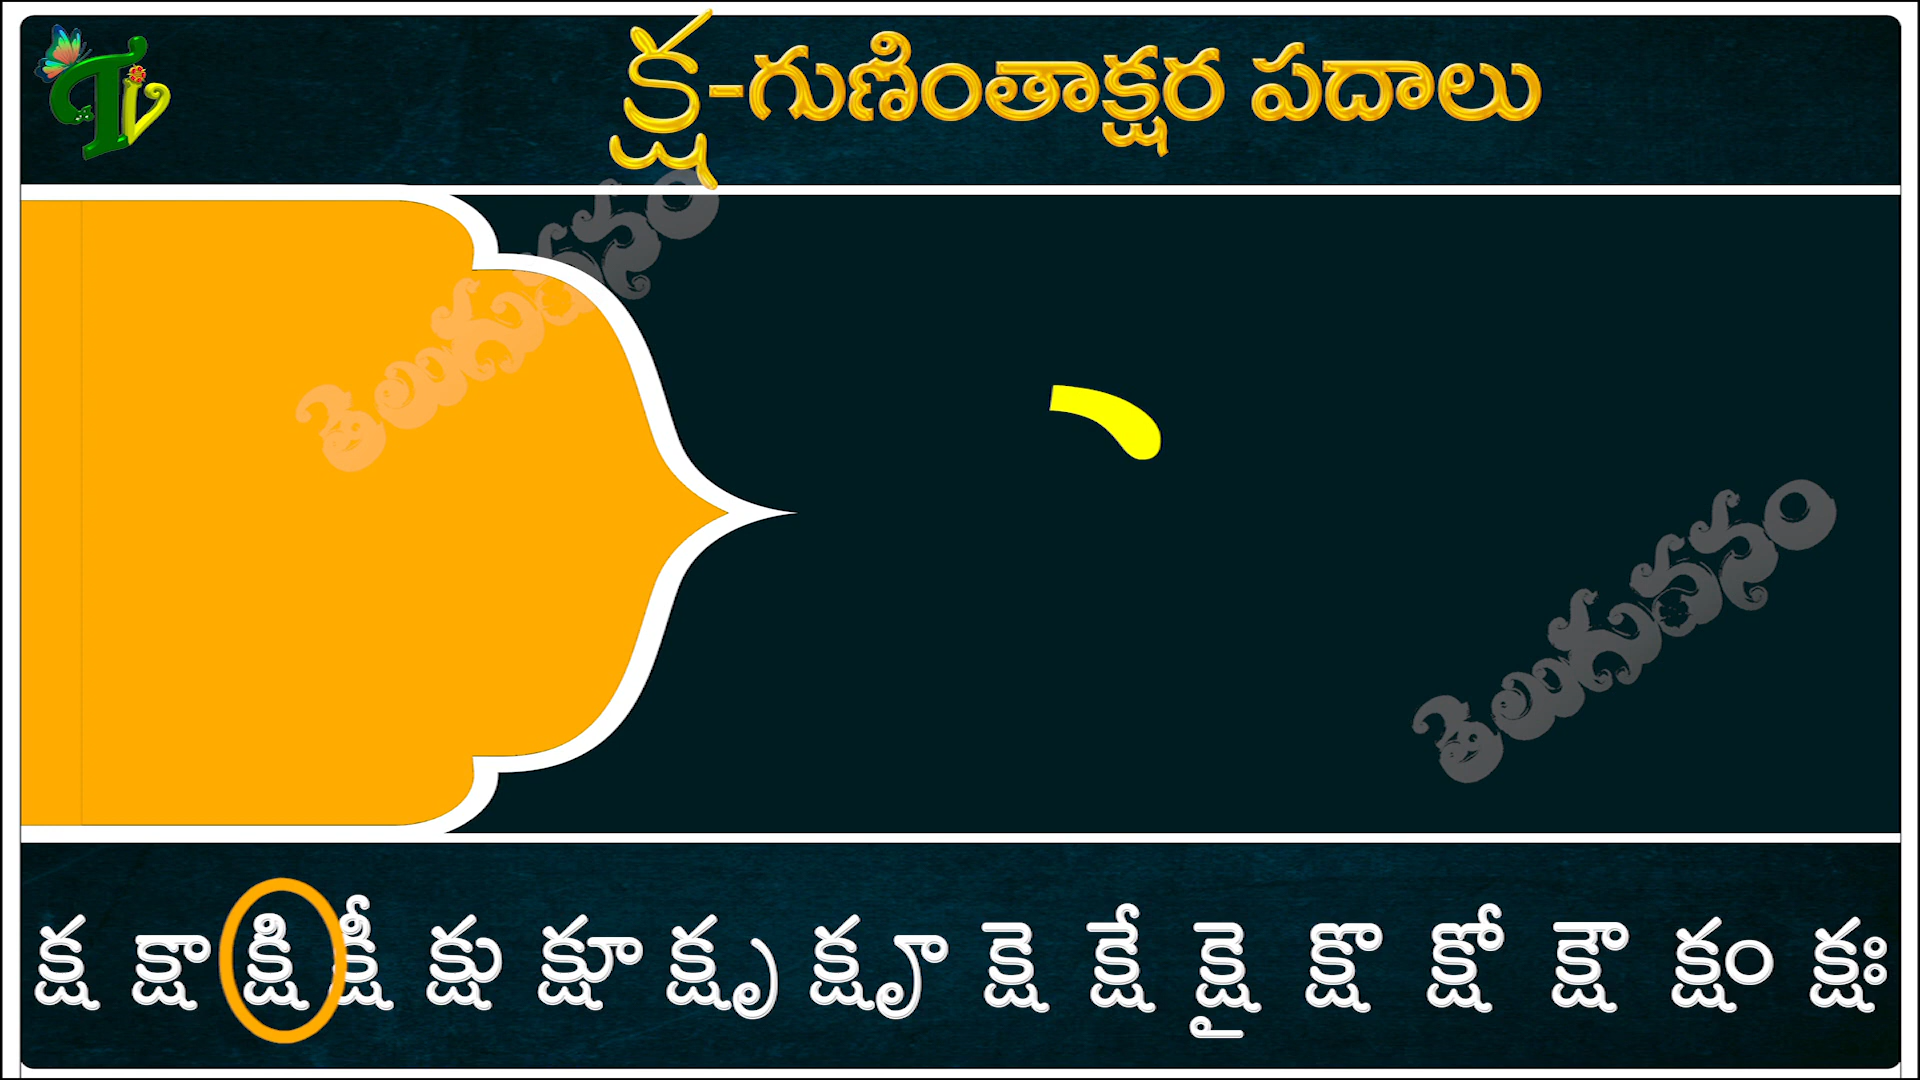 క్ష-గుణింతాక్షర పదాలు
తెలుగువనం
తెలుగువనం
క్ష క్షా క్షి క్షీ క్షు క్షూ క్షృ క్షౄ క్షె క్షే క్షై క్షొ క్షో క్షౌ క్షం క్షః